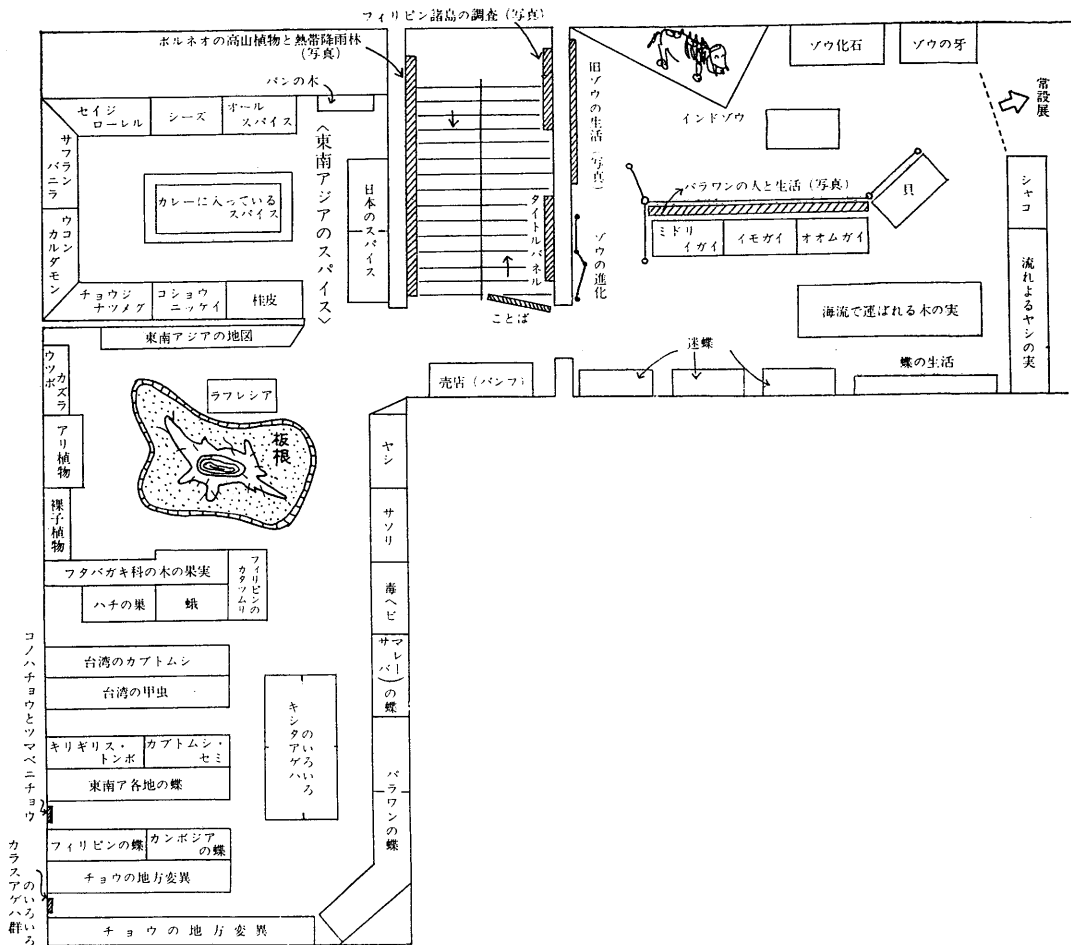 フィリピン諸島の調査(写真)
ボルネオの高山植物と熱帯降雨林
(写真)
パンの木
セイジ
ローレル
シーズ
オール
スパイス
サフラン
バニラ
ウコン
カルダモン
カレーに入っている
スパイス
チョウジ
ナツメグ
コショウ
ニッケイ
桂皮
〈東南アジアのスパイス〉
日本のスパイス
東南アジアの地図
タイトルパネル
ことば
旧ゾウの生活(写真)
ゾウの進化
インドゾウ
ゾウ化石
ゾウの牙
常設展
パラワンの人と生活(写真)
ミドリ
イガイ
イモガイ
オオムガイ
貝
シャコ
流れよるヤシの実
海流で運ばれる木の実
蝶の生活
迷蝶
売店(パンフ)
ウツボ
カズラ
アリ植物
裸子植物
ラフレシア
板根
フタバガキ科の木の果実
ハチの巣
蛾
フィリピンの
カタツムリ
台湾のカブトムシ
台湾の甲虫
キリギリス・
トンボ
カブトムシ・
セミ
東南ア各地の蝶
コノハチョウとツマベニチョウ
フィリピンの蝶
カンボジア
の蝶
チョウの地方変異
カラスアゲハ群
のいろいろ
チョウの地方変異
キシタアゲハ
のいろいろ
ヤシ
サソリ
毒ヘビ
マレー(
サバ)の蝶
パラワンの蝶